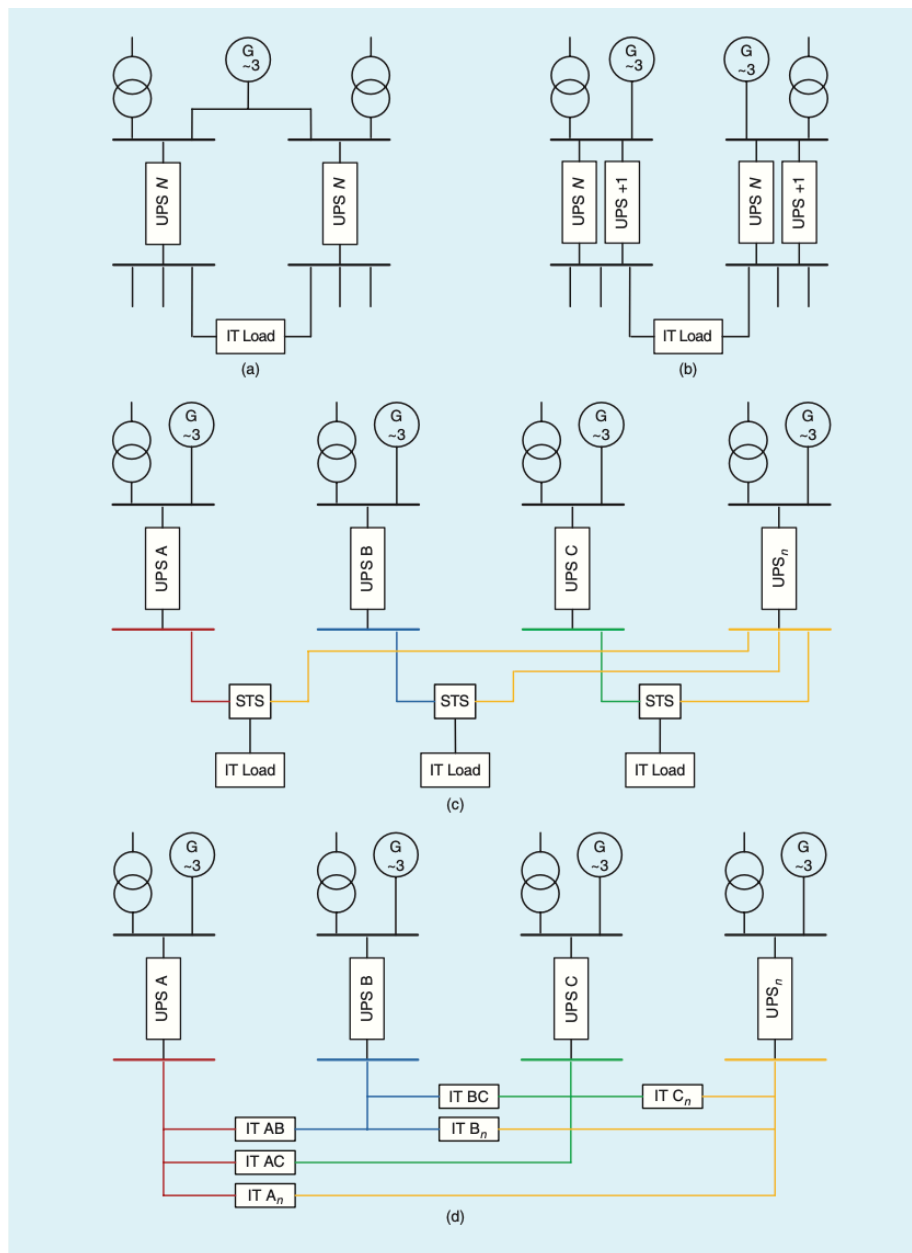 G
~3
UPS N
UPS N
IT Load
(a)
G
~3
G
~3
UPS N
UPS +1
UPS N
UPS +1
IT Load
(b)
G
~3
G
~3
G
~3
G
~3
UPS A
UPS B
UPS C
UPSn
STS
STS
STS
IT Load
IT Load
IT Load
(c)
G
~3
G
~3
G
~3
G
~3
UPS A
UPS B
UPS C
UPSn
IT BC
IT Cn
IT AB
IT Bn
IT AC
IT An
(d)